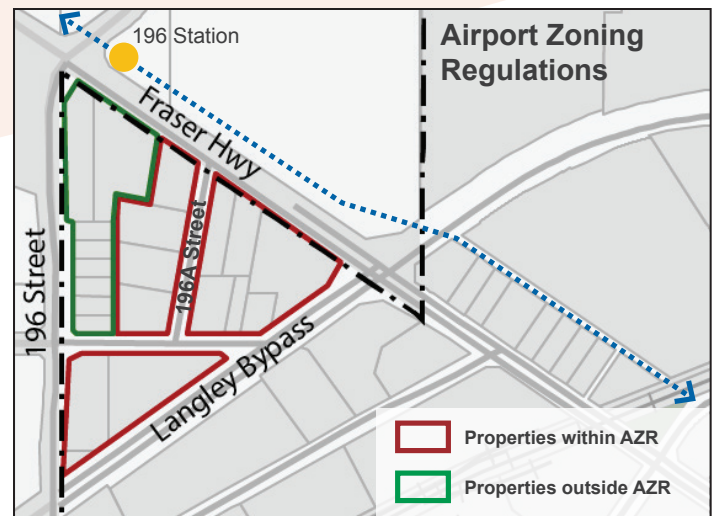 196 Station
Airport Zoning
Regulations
Fraser Hwy
196A Street
196 Street
Langley Bypass
Properties within AZR
Properties outside AZR